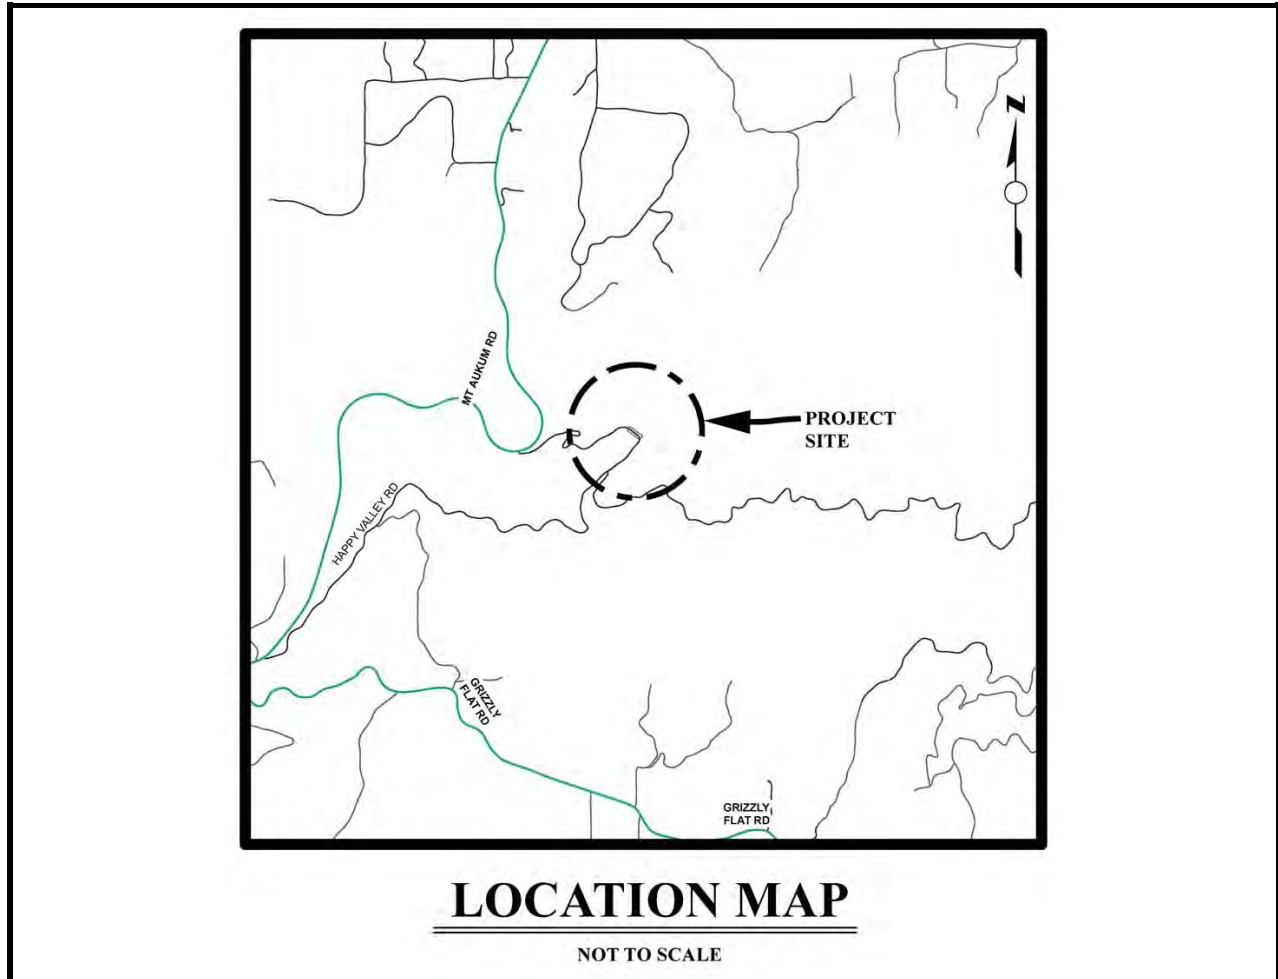 N
MT AUKUM RD
PROJECT
SITE
HAPPY VALLEY RD
GRIZZLY
FLAT RD
GRIZZLY
FLAT RD
LOCATION MAP
NOT TO SCALE